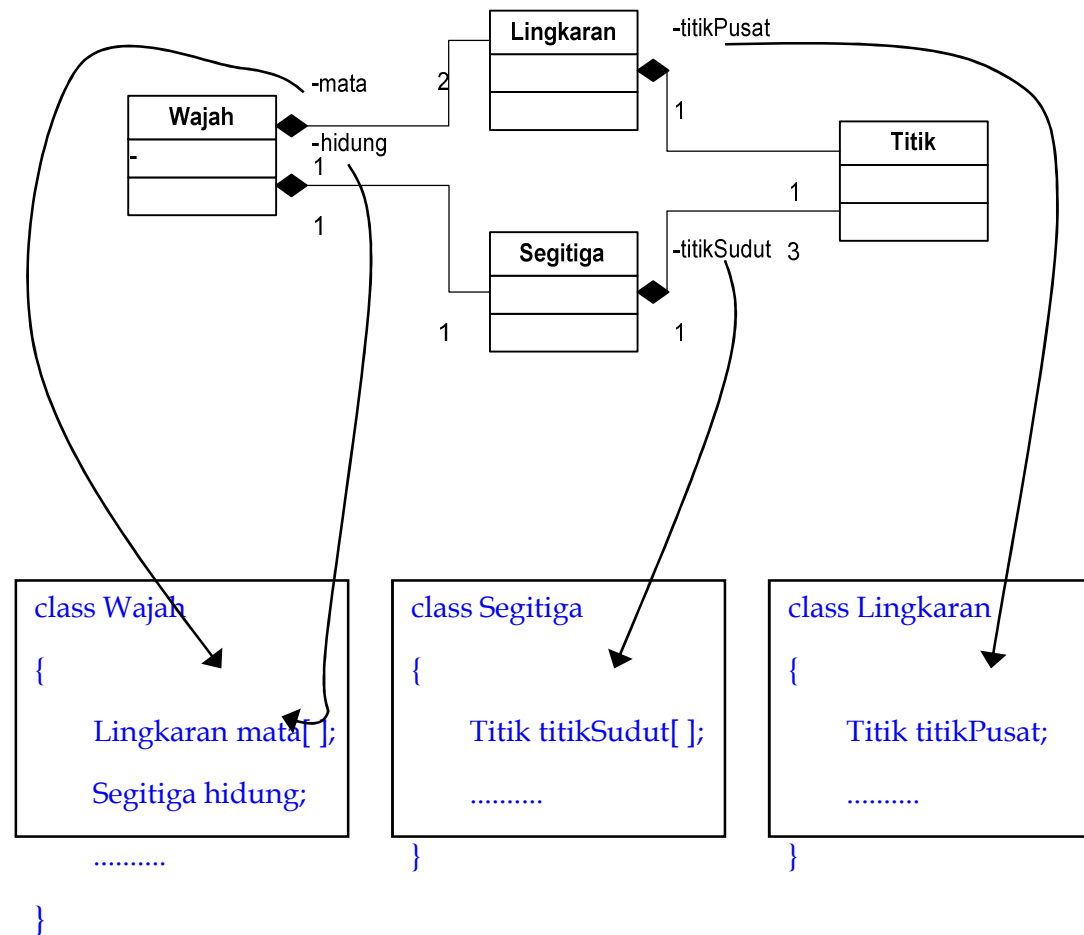 Lingkaran
-titikPusat
-mata
2
Wajah
1
-hidung
Titik
-
1
1
1
Segitiga
-titikSudut 3
1
1
class Wajah
{
Lingkaran mata[ ];
Segitiga hidung;
..........
}
class Segitiga
{
Titik titikSudut[ ];
..........
}
class Lingkaran
{
Titik titikPusat;
..........
}